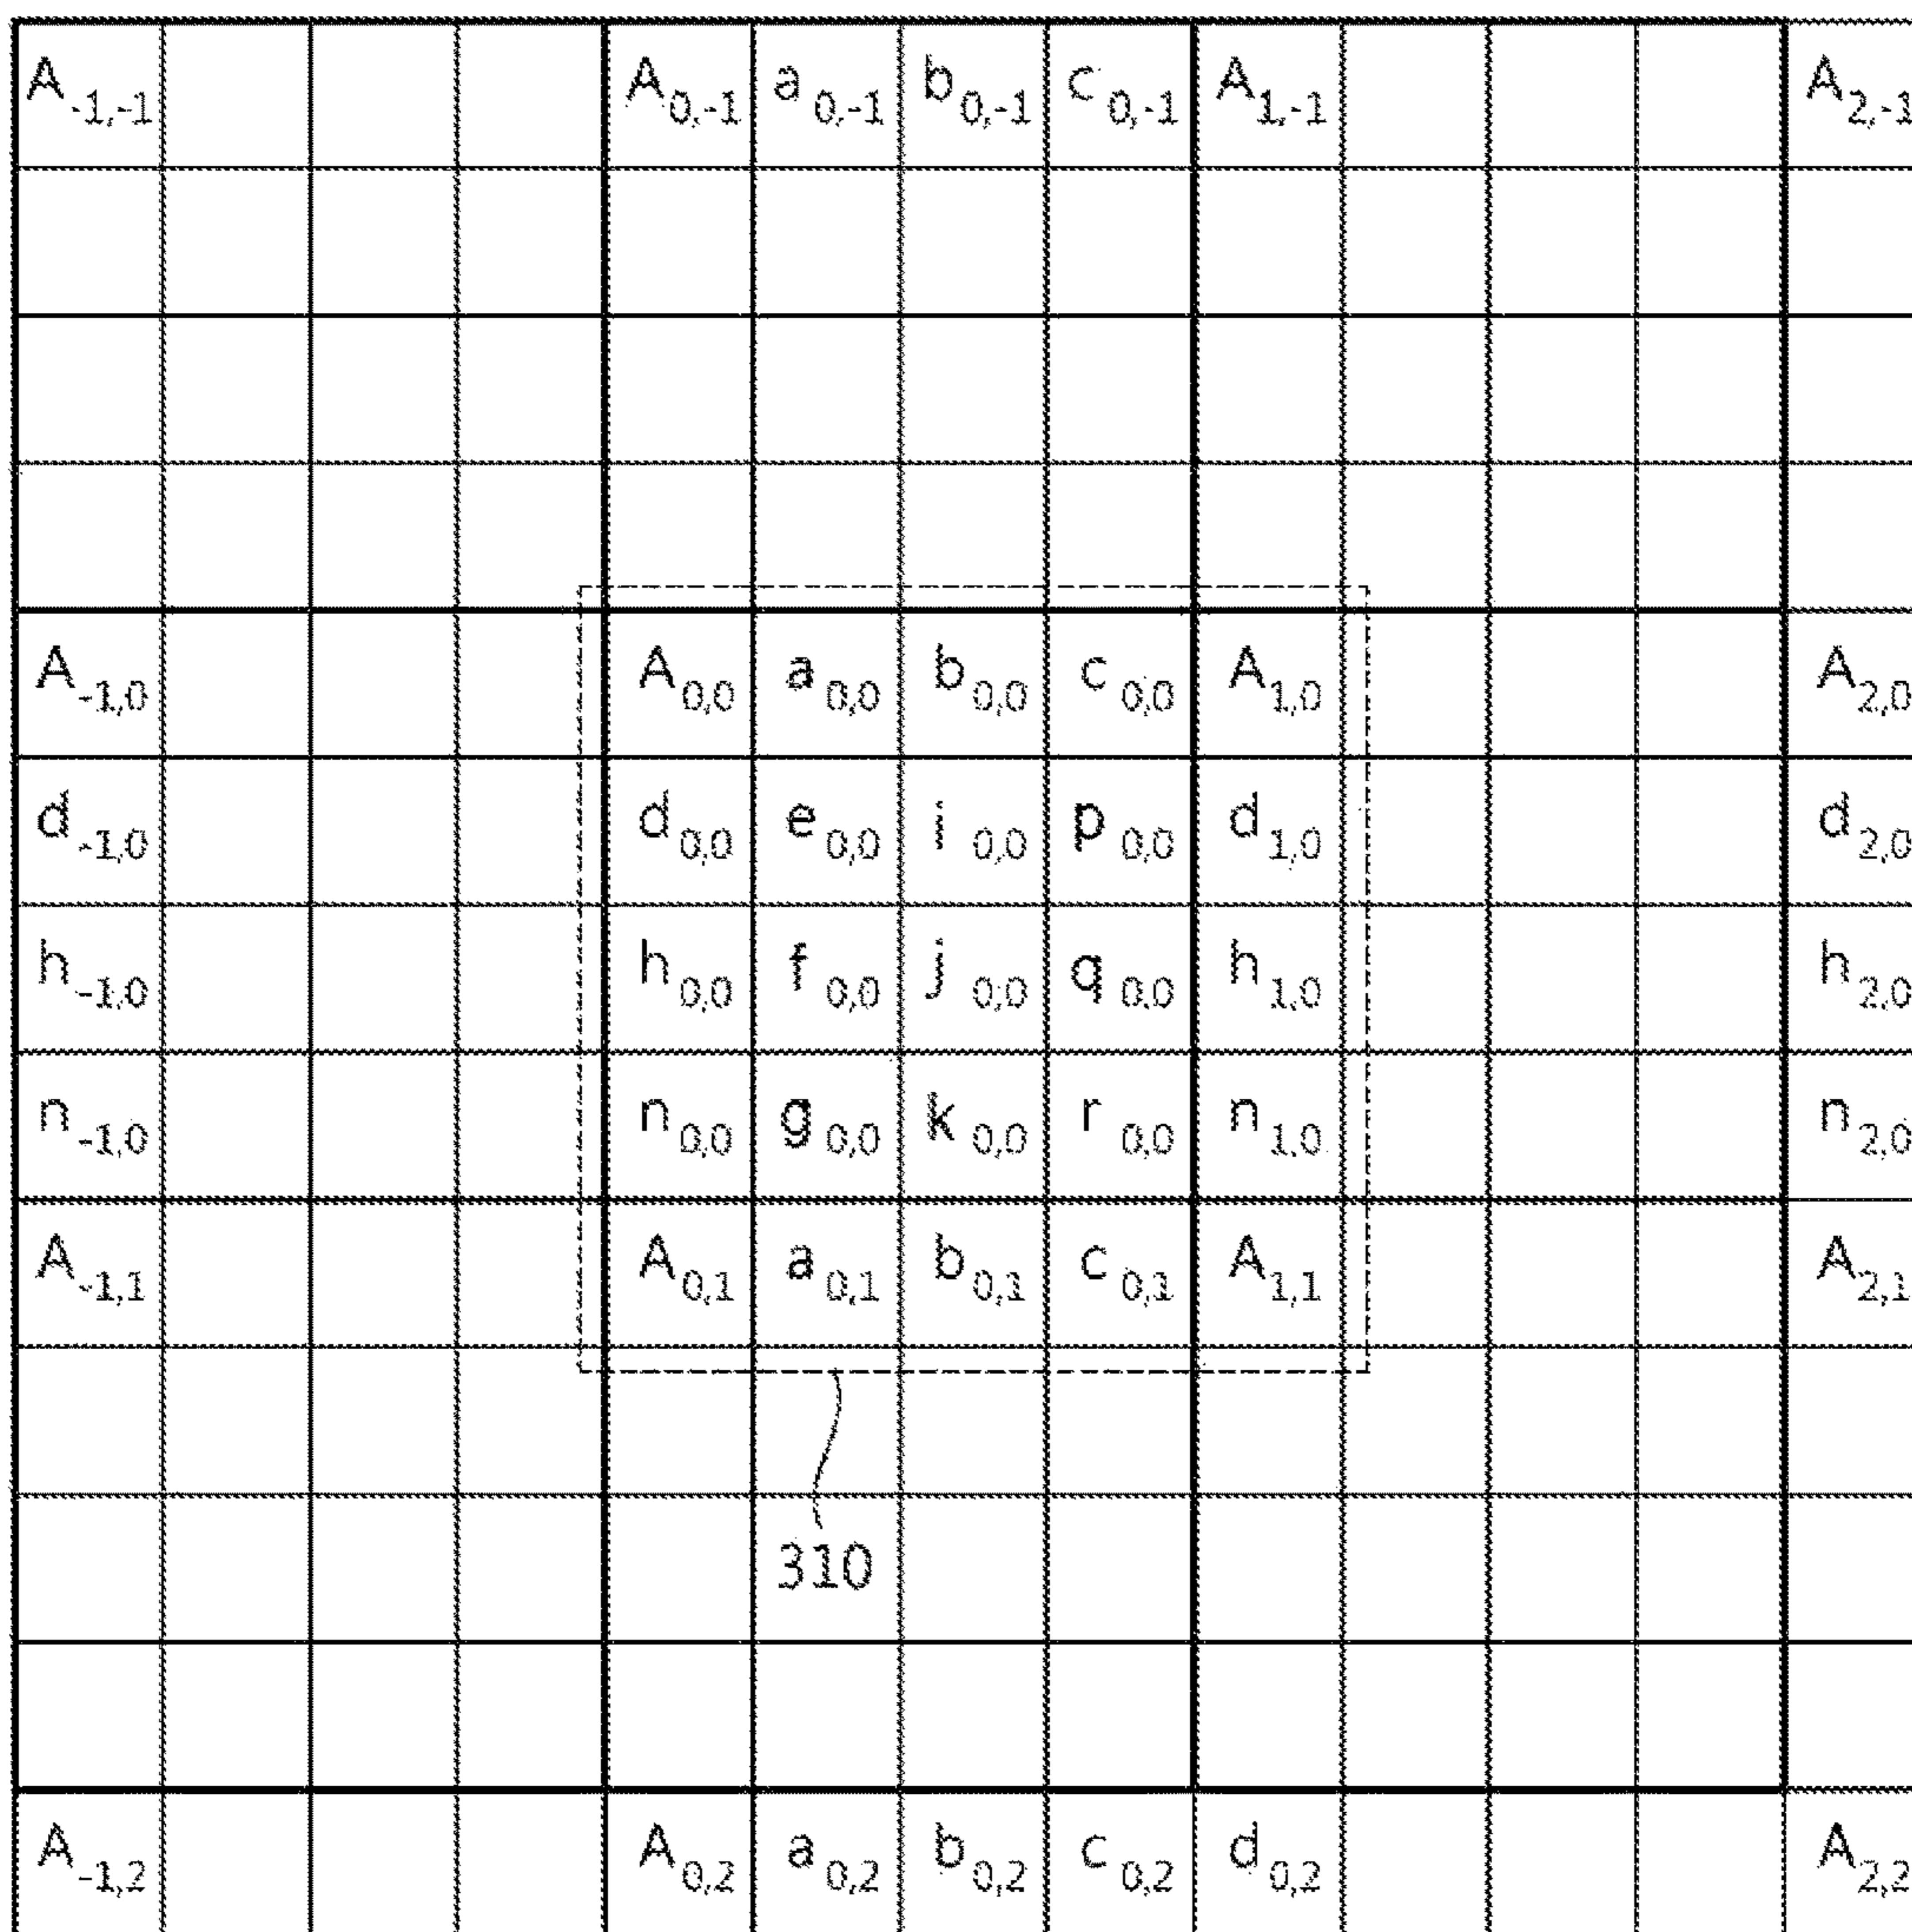 A-1,-1 A0,-1 a0,-1 b0,-1 c0,-1 A1,-1 A2,-1
A-1,0 A0,0 a0,0 b0,0 c0,0 A1,0 A2,0
d-1,0 d0,0 e0,0 i0,0 p0,0 d1,0 d2,0
h-1,0 h0,0 f0,0 j0,0 q0,0 h1,0 h2,0
n-1,0 n0,0 g0,0 k0,0 r0,0 n1,0 n2,0
A-1,1 A0,1 a0,1 b0,1 c0,1 A1,1 A2,1
310
A-1,2 A0,2 a0,2 b0,2 c0,2 d0,2 A2,2